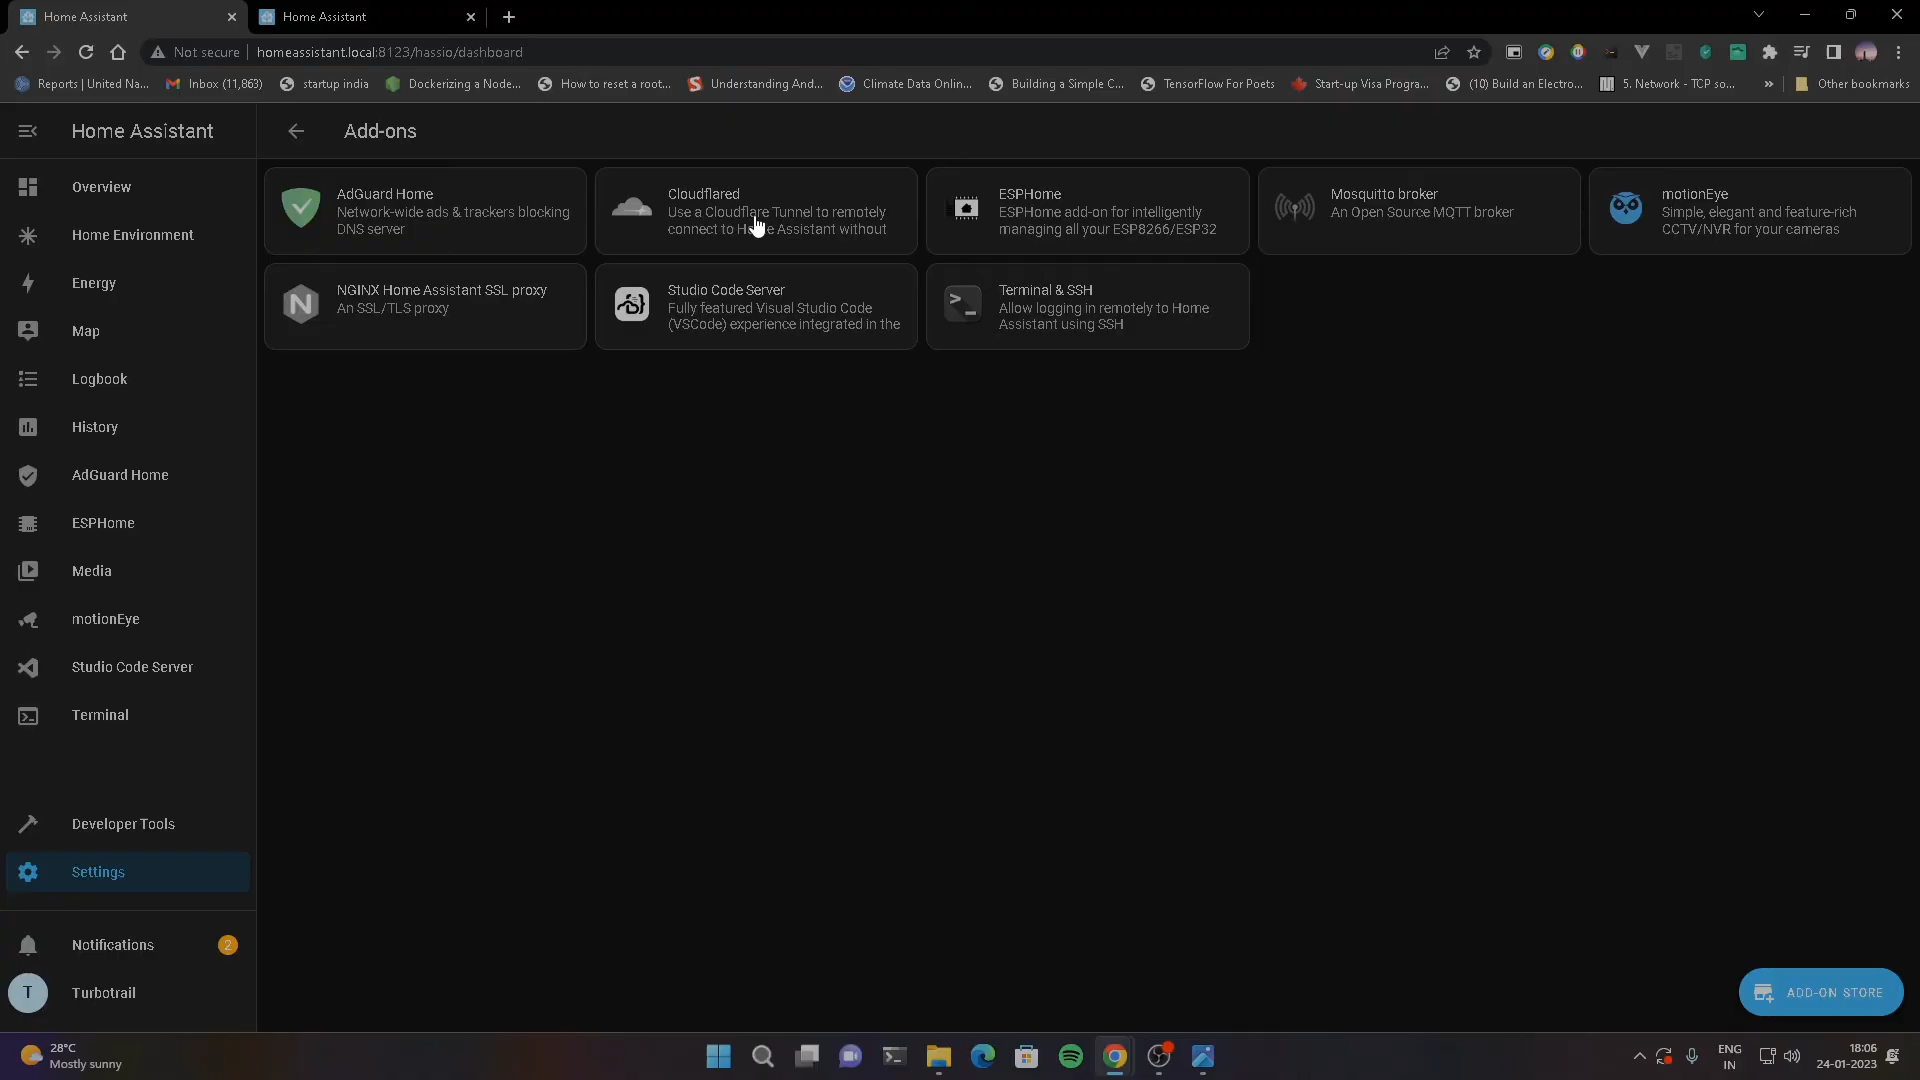 Home Assistant
Home Assistant
Not secure
homeassistant.local:8123/hassio/dashboard
Reports | United Na...
Inbox (11,863)
startup india
Dockerizing a Node...
How to reset a root...
Understanding And...
Climate Data Onlin...
Building a Simple C...
TensorFlow For Poets
Start-up Visa Progra...
(10) Build an Electro...
5. Network - TCP so...
Other bookmarks
Home Assistant
Add-ons
Overview
Home Environment
Energy
Map
Logbook
History
AdGuard Home
ESPHome
Media
motionEye
Studio Code Server
Terminal
Developer Tools
Settings
Notifications
2
T
Turbotrail
AdGuard Home
Network-wide ads & trackers blocking
DNS server
Cloudflared
Use a Cloudflare Tunnel to remotely
connect to Home Assistant without
ESPHome
ESPHome add-on for intelligently
managing all your ESP8266/ESP32
Mosquitto broker
An Open Source MQTT broker
motionEye
Simple, elegant and feature-rich
CCTV/NVR for your cameras
NGINX Home Assistant SSL proxy
An SSL/TLS proxy
Studio Code Server
Fully featured Visual Studio Code
(VSCode) experience integrated in the
Terminal & SSH
Allow logging in remotely to Home
Assistant using SSH
ADD-ON STORE
28°C
Mostly sunny
ENG
IN
18:06
24-01-2023